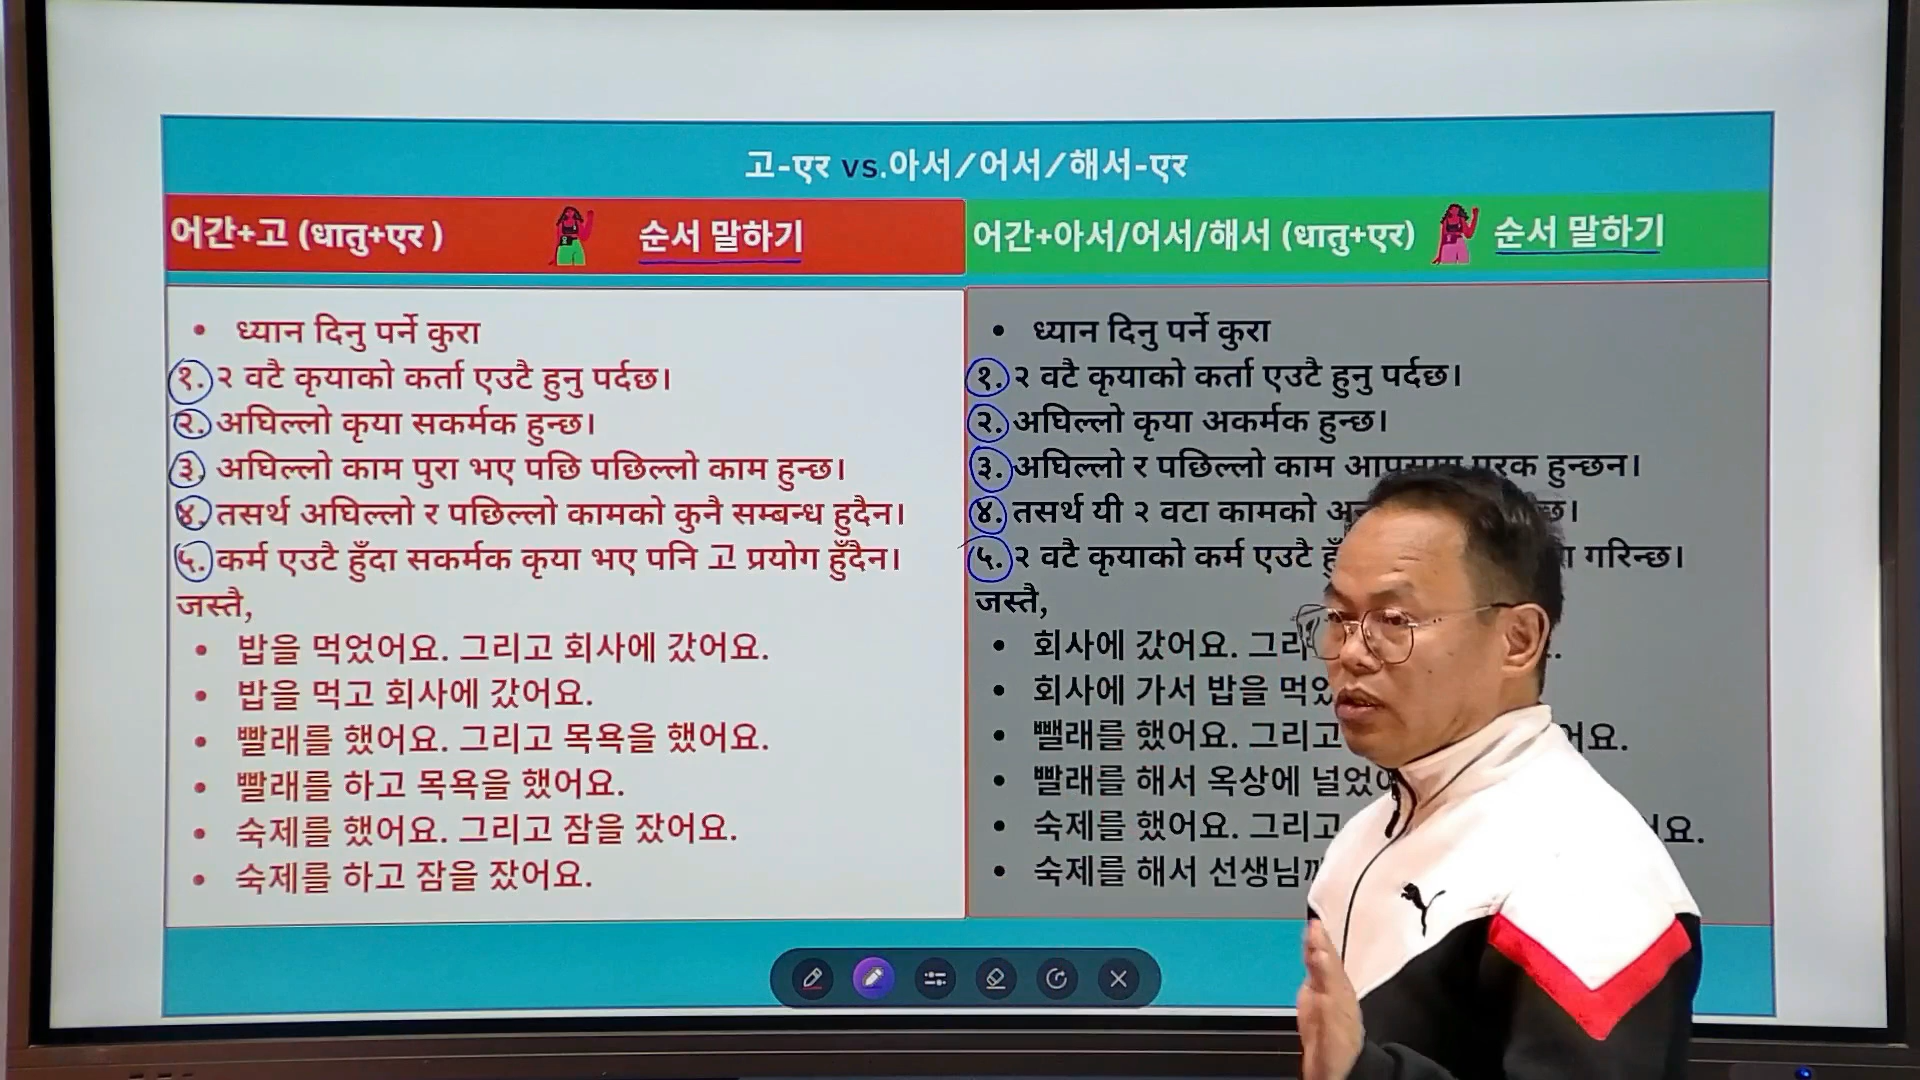 고-एर vs.아서/어서/해서-एर
어간+고 (धातु+एर )
순서 말하기
ध्यान दिनु पर्ने कुरा
१. २ वटै कृयाको कर्ता एउटै हुनु पर्दछ।
२. अघिल्लो कृया सकर्मक हुन्छ।
३. अघिल्लो काम पुरा भए पछि पछिल्लो काम हुन्छ।
४. तसर्थ अघिल्लो र पछिल्लो कामको कुनै सम्बन्ध हुदैन।
५. कर्म एउटै हुँदा सकर्मक कृया भए पनि 고 प्रयोग हुँदैन।
जस्तै,
밥을 먹었어요. 그리고 회사에 갔어요.
밥을 먹고 회사에 갔어요.
빨래를 했어요. 그리고 목욕을 했어요.
빨래를 하고 목욕을 했어요.
숙제를 했어요. 그리고 잠을 잤어요.
숙제를 하고 잠을 잤어요.
어간+아서/어서/해서 (धातु+एर)
순서 말하기
ध्यान दिनु पर्ने कुरा
१. २ वटै कृयाको कर्ता एउटै हुनु पर्दछ।
२. अघिल्लो कृया अकर्मक हुन्छ।
३. अघिल्लो र पछिल्लो काम हुन्छन।
४. तसर्थ यी २ वटा कामको
५. २ वटै कृयाको कर्म एउटै गरिन्छ।
जस्तै,
회사에 갔어요.
회사에 가서 밥을
뺄래를 했어요. 그리고
빨래를 해서 옥상에
숙제를 했어요. 그리고
숙제를 해서